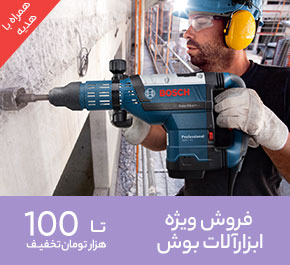 همراه با
هدیه
BOSCH
Professional
فروش ویژه
ابزارآلات بوش
تا 100
هزار تومان تخفیف